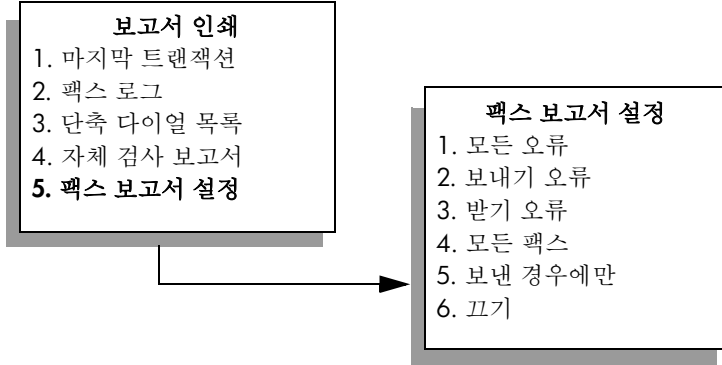 보고서 인쇄
1. 마지막 트랜잭션
2. 팩스 로그
3. 단축 다이얼 목록
4. 자체 검사 보고서
5. 팩스 보고서 설정
팩스 보고서 설정
1. 모든 오류
2. 보내기 오류
3. 받기 오류
4. 모든 팩스
5. 보낸 경우에만
6. 끄기